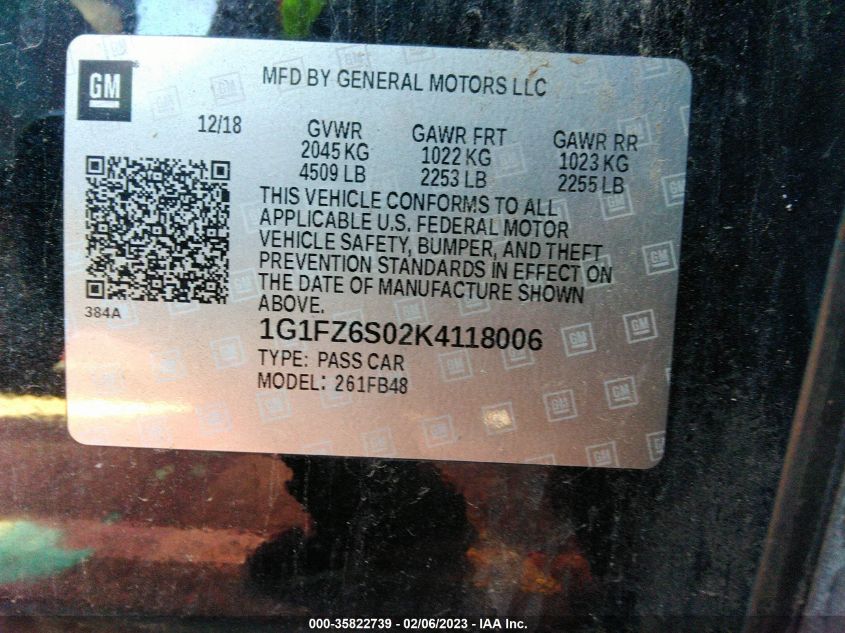 GM
MFD BY GENERAL MOTORS LLC
12/18
GVWR GAWR FRT GAWR RR
2045 KG 1022 KG 1023 KG
4509 LB 2253 LB 2255 LB
THIS VEHICLE CONFORMS TO ALL
APPLICABLE U.S. FEDERAL MOTOR
VEHICLE SAFETY, BUMPER, AND THEFT
PREVENTION STANDARDS IN EFFECT ON
THE DATE OF MANUFACTURE SHOWN
ABOVE.
384A
1G1FZ6S02K4118006
TYPE: PASS CAR
MODEL: 261FB48
000-35822739 - 02/06/2023 - IAA Inc.